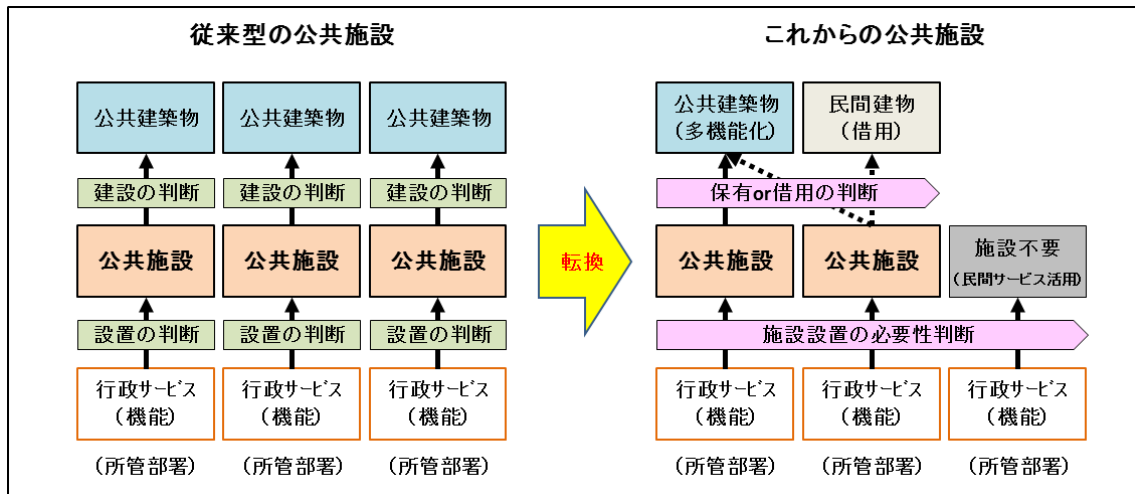 従来型の公共施設
これからの公共施設
公共建築物
公共建築物
公共建築物
公共建築物
(多機能化)
民間建物
(借用)
建設の判断
建設の判断
建設の判断
保有or借用の判断
公共施設
公共施設
公共施設
転換
公共施設
公共施設
施設不要
(民間サービス活用)
設置の判断
設置の判断
設置の判断
施設設置の必要性判断
行政サービス
(機能)
行政サービス
(機能)
行政サービス
(機能)
行政サービス
(機能)
行政サービス
(機能)
行政サービス
(機能)
(所管部署)
(所管部署)
(所管部署)
(所管部署)
(所管部署)
(所管部署)